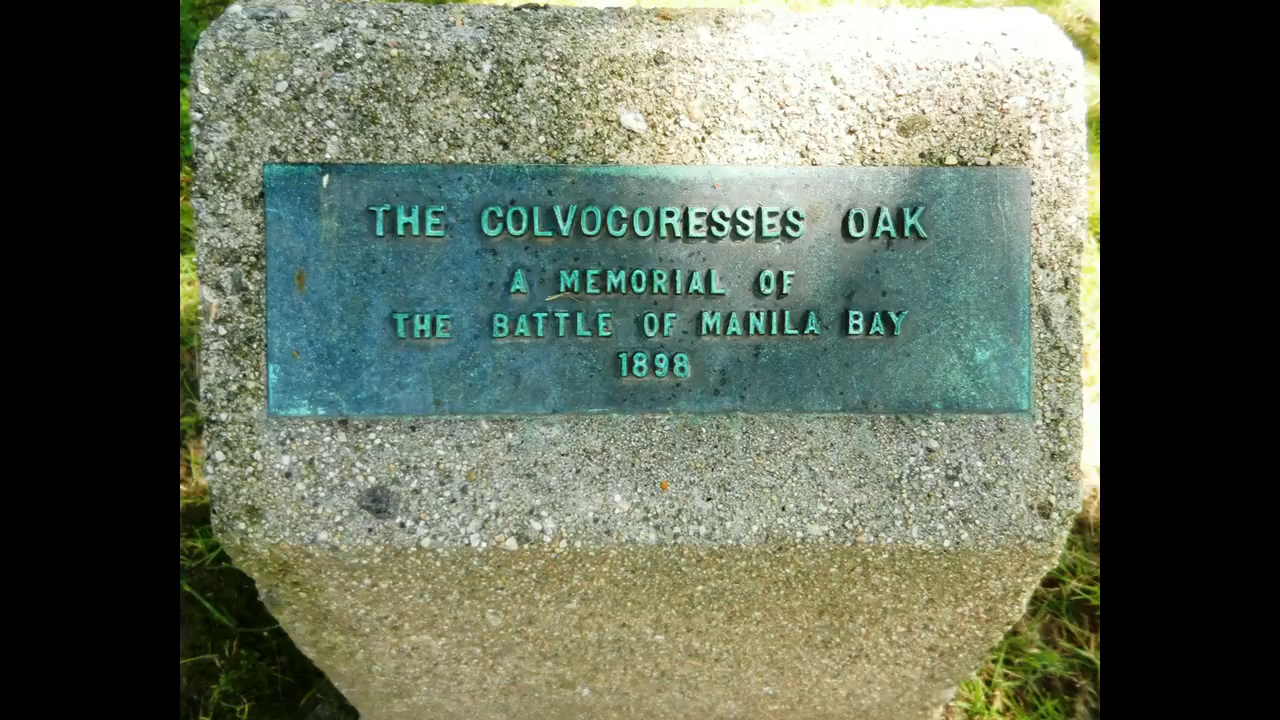 THE COLVOCORESSES OAK
A MEMORIAL OF
THE BATTLE OF MANILA BAY
1898